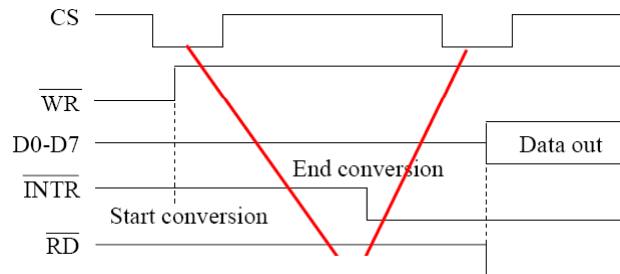 CS
WR
D0-D7
Data out
End conversion
INTR
Start conversion
RD